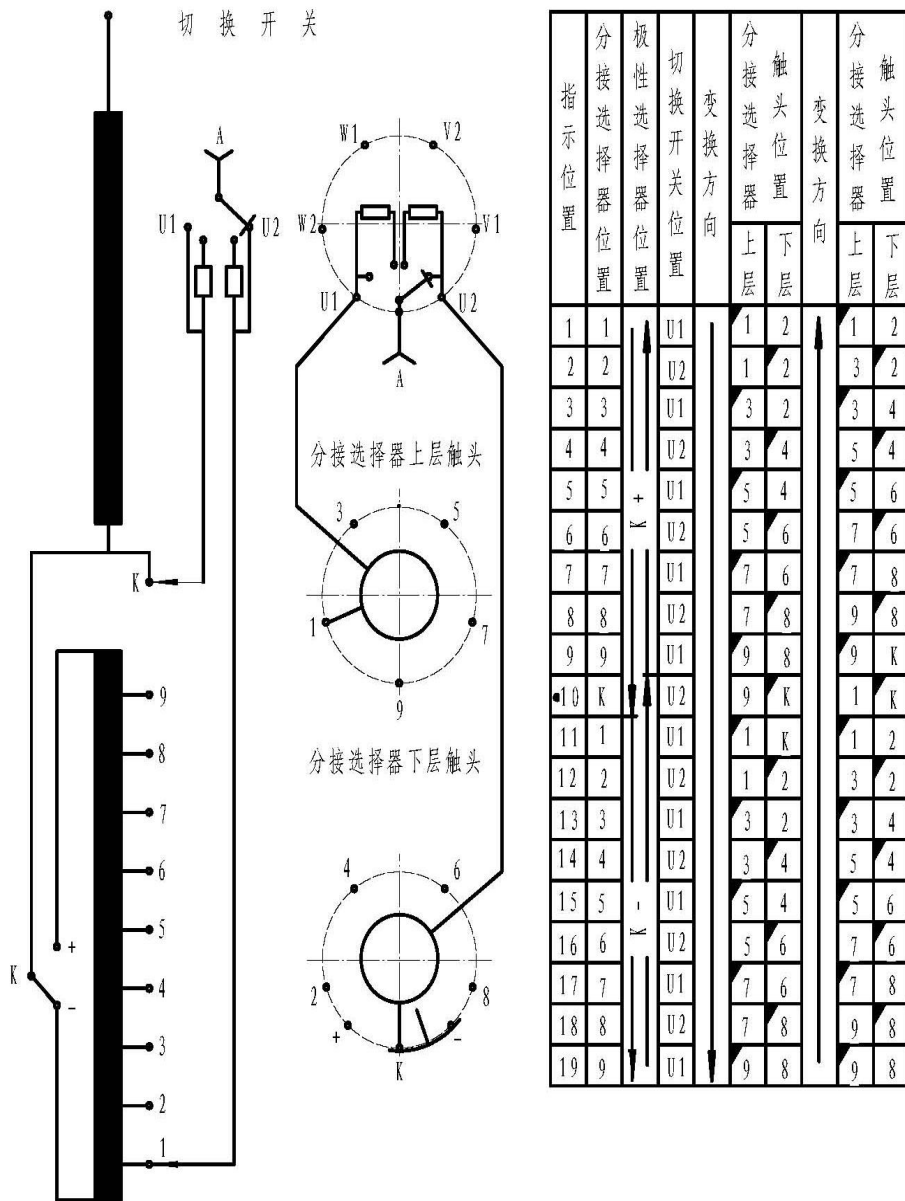 切换开关
A
U1
U2
K
9
8
7
6
5
4
3
2
1
+
K
-
W1
V2
W2
V1
U1
U2
A
分接选择器上层触头
3
5
1
7
9
分接选择器下层触头
4
6
2
8
+
-
K
指示位置
分接选择器位置
极性选择器位置
切换开关位置
变换方向
分接选择器
触头位置
上层
下层
变换方向
分接选择器
触头位置
上层
下层
K +
K -
1 1 U1 1 2 1 2
2 2 U2 1 2 3 2
3 3 U1 3 2 3 4
4 4 U2 3 4 5 4
5 5 U1 5 4 5 6
6 6 U2 5 6 7 6
7 7 U1 7 6 7 8
8 8 U2 7 8 9 8
9 9 U1 9 8 9 K
10 K U2 9 K 1 K
11 1 U1 1 K 1 2
12 2 U2 1 2 3 2
13 3 U1 3 2 3 4
14 4 U2 3 4 5 4
15 5 U1 5 4 5 6
16 6 U2 5 6 7 6
17 7 U1 7 6 7 8
18 8 U2 7 8 9 8
19 9 U1 9 8 9 8